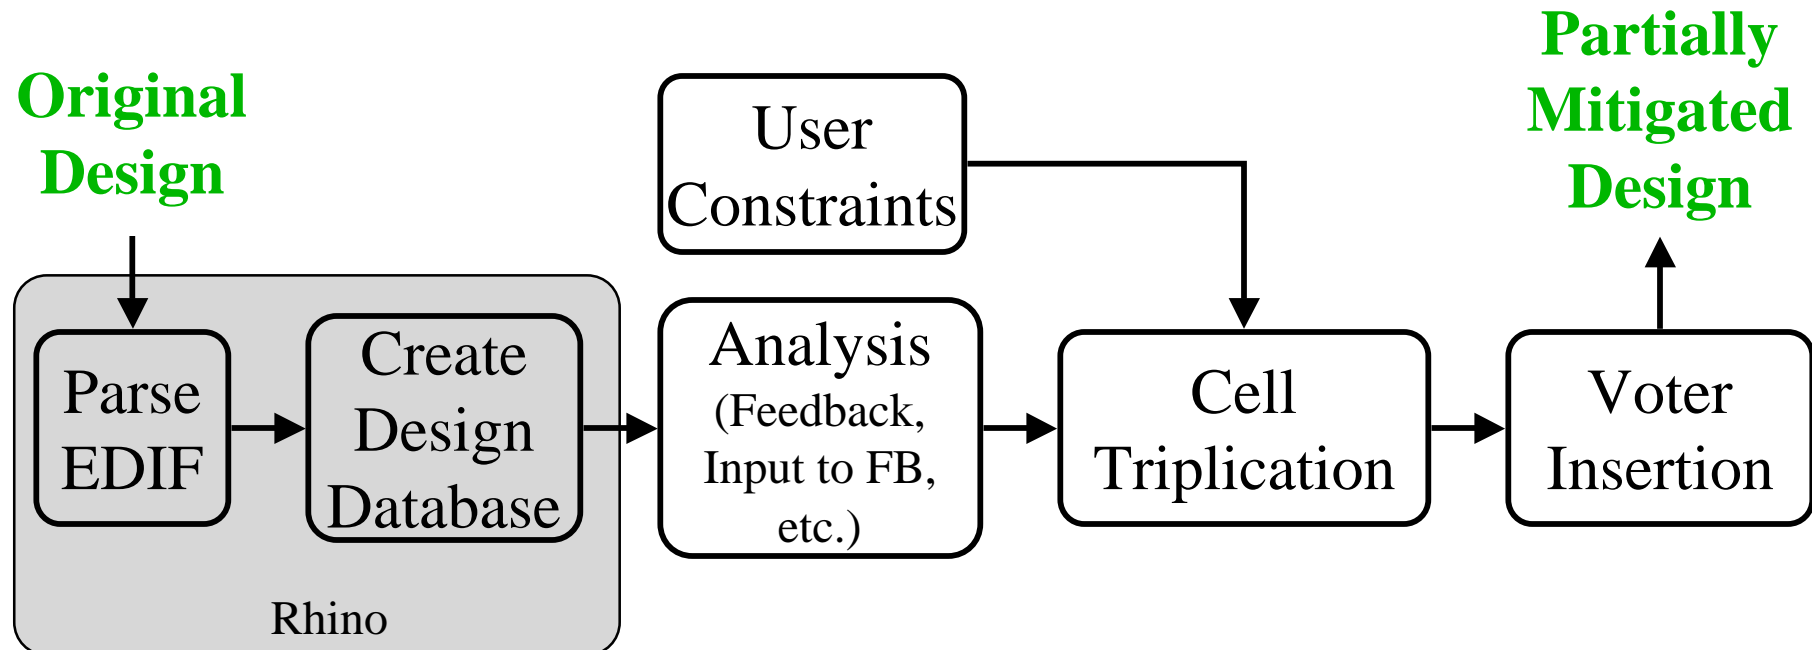 Original
Design
User
Constraints
Partially
Mitigated
Design
Parse
EDIF
Create
Design
Database
Rhino
Analysis
(Feedback,
Input to FB,
etc.)
Cell
Triplication
Voter
Insertion